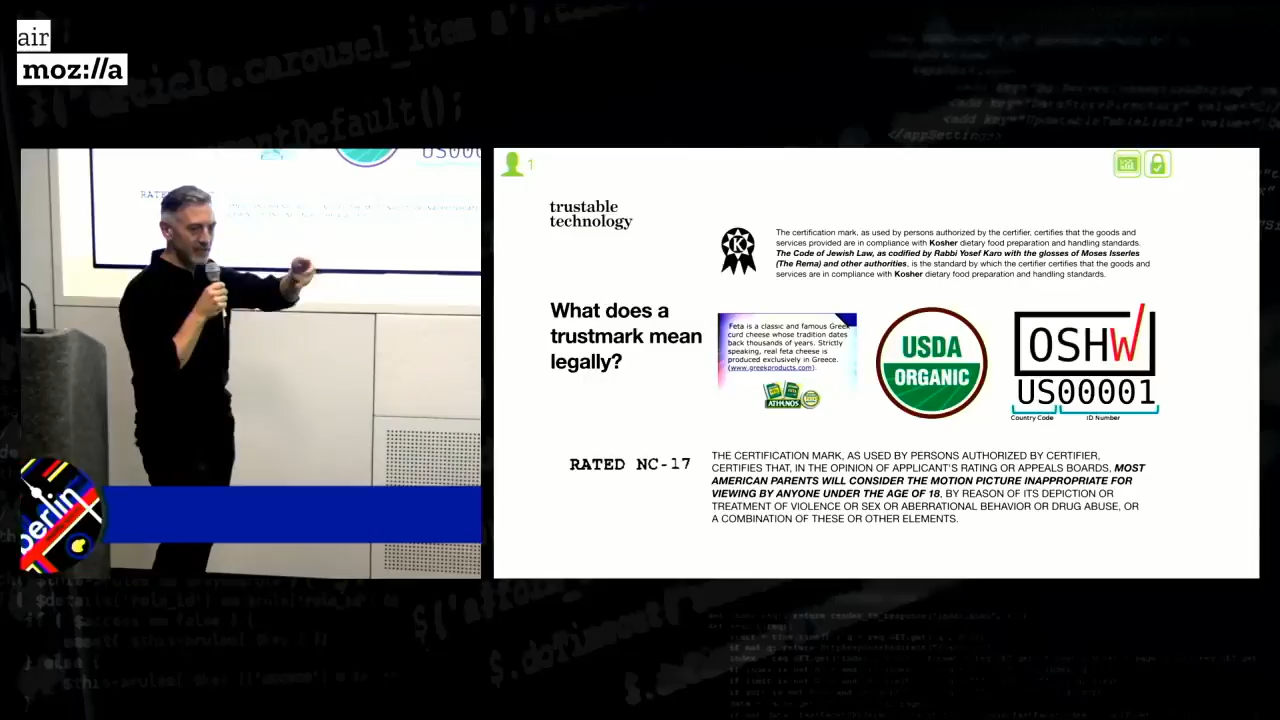 air
moz://a
berlin
RATE
US000
1
trustable
technology
K
The certification mark, as used by persons authorized by the certifier, certifies that the goods and
services provided are in compliance with Kosher dietary food preparation and handling standards.
The Code of Jewish Law, as codified by Rabbi Yosef Karo with the glosses of Moses Isserles
(The Rema) and other authorities, is the standard by which the certifier certifies that the goods and
services are in compliance with Kosher dietary food preparation and handling standards.
What does a
trustmark mean
legally?
Feta is a classic and famous Greek
curd cheese whose tradition dates
back thousands of years. Strictly
speaking, real feta cheese is
produced exclusively in Greece.
(www.greekproducts.com).
ATHENOS
USDA
ORGANIC
OSHW
US00001
Country Code
ID Number
RATED NC-17
THE CERTIFICATION MARK, AS USED BY PERSONS AUTHORIZED BY CERTIFIER,
CERTIFIES THAT, IN THE OPINION OF APPLICANT'S RATING OR APPEALS BOARDS, MOST
AMERICAN PARENTS WILL CONSIDER THE MOTION PICTURE INAPPROPRIATE FOR
VIEWING BY ANYONE UNDER THE AGE OF 18, BY REASON OF ITS DEPICTION OR
TREATMENT OF VIOLENCE OR SEX OR ABERRATIONAL BEHAVIOR OR DRUG ABUSE, OR
A COMBINATION OF THESE OR OTHER ELEMENTS.